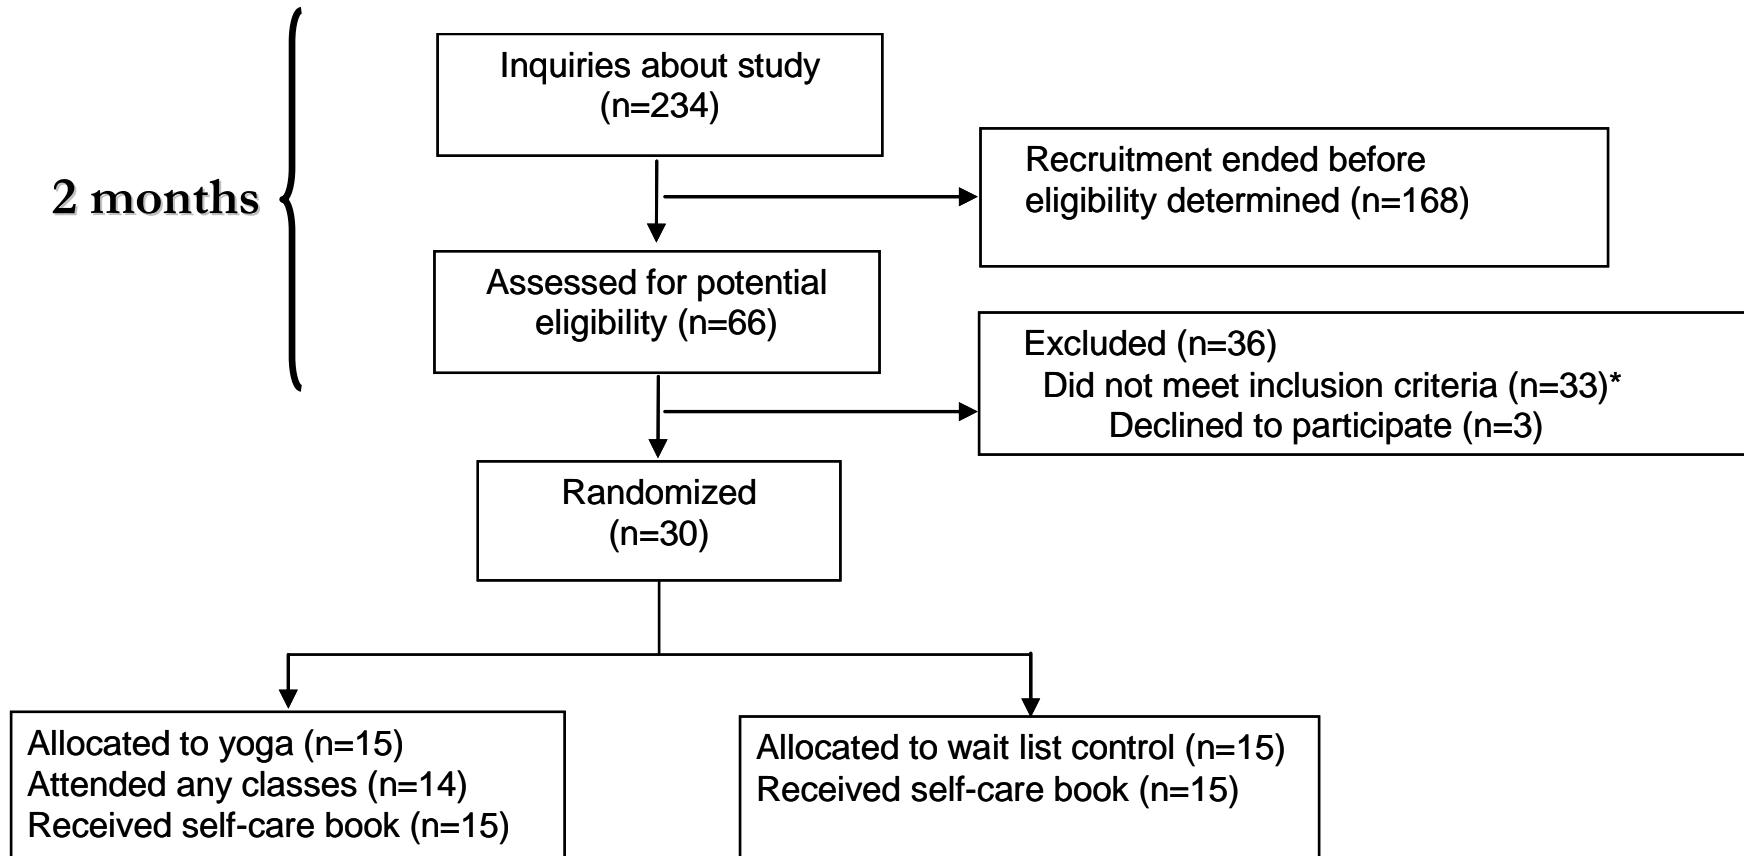 2 months
Inquiries about study
(n=234)
Recruitment ended before
eligibility determined (n=168)
Assessed for potential
eligibility (n=66)
Excluded (n=36)
Did not meet inclusion criteria (n=33)*
Declined to participate (n=3)
Randomized
(n=30)
Allocated to yoga (n=15)
Attended any classes (n=14)
Received self-care book (n=15)
Allocated to wait list control (n=15)
Received self-care book (n=15)